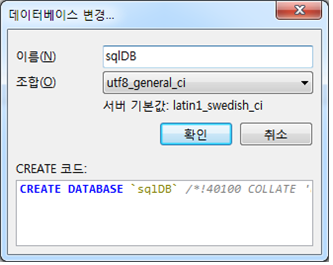 데이터베이스 변경...
이름(N)
sqlDB
조합(O)
utf8_general_ci
서버 기본값: latin1_swedish_ci
확인
취소
CREATE 코드:
CREATE DATABASE `sqlDB` /*!40100 COLLATE '